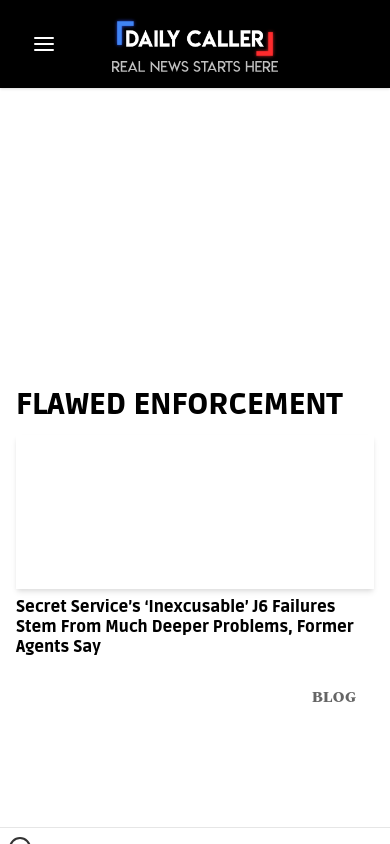 DAILY CALLER
REAL NEWS STARTS HERE
FLAWED ENFORCEMENT
Secret Service's ‘Inexcusable’ J6 Failures
Stem From Much Deeper Problems, Former
Agents Say
BLOG